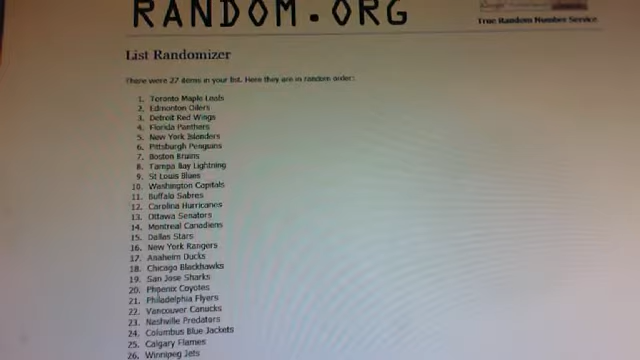 RANDOM.ORG
True Random Number Service
List Randomizer
There were 27 items in your list. Here they are in random order:
1. Toronto Maple Leafs
2. Edmonton Oilers
3. Detroit Red Wings
4. Florida Panthers
5. New York Islanders
6. Pittsburgh Penguins
7. Boston Bruins
8. Tampa Bay Lightning
9. St Louis Blues
10. Washington Capitals
11. Buffalo Sabres
12. Carolina Hurricanes
13. Ottawa Senators
14. Montreal Canadiens
15. Dallas Stars
16. New York Rangers
17. Anaheim Ducks
18. Chicago Blackhawks
19. San Jose Sharks
20. Phoenix Coyotes
21. Philadelphia Flyers
22. Vancouver Canucks
23. Nashville Predators
24. Columbus Blue Jackets
25. Calgary Flames
26. Winnipeg Jets